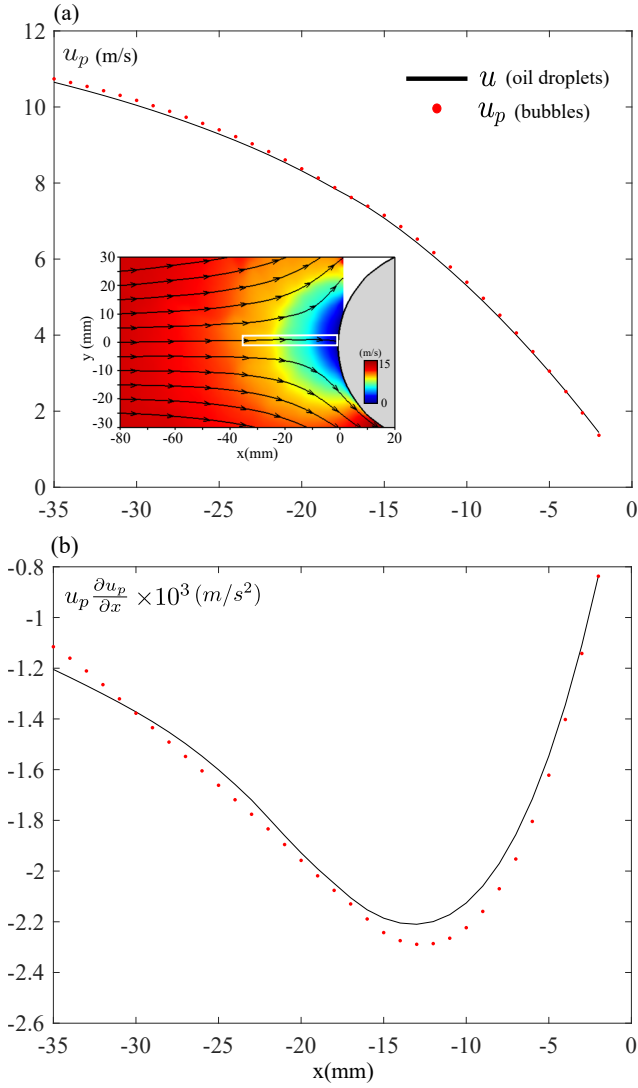 (a)
u_p (m/s)
u (oil droplets)
u_p (bubbles)
12
10
8
6
4
2
0
-35 -30 -25 -20 -15 -10 -5 0
30
20
10
0
-10
-20
-30
y (mm)
(m/s)
15
0
-80 -60 -40 -20 0 20
x(mm)
(b)
u_p ∂u_p/∂x ×10^3 (m/s^2)
-0.8
-1
-1.2
-1.4
-1.6
-1.8
-2
-2.2
-2.4
-2.6
-35 -30 -25 -20 -15 -10 -5 0
x(mm)